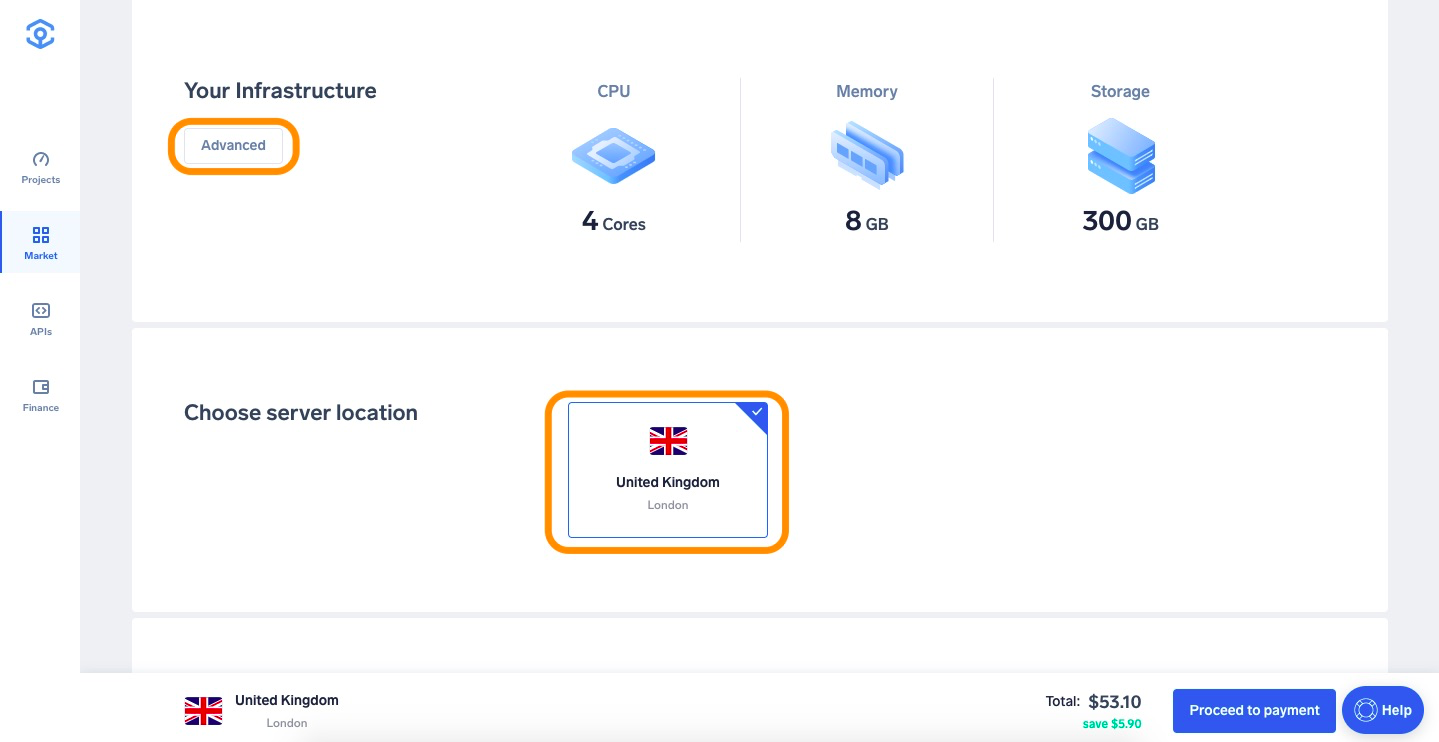 Your Infrastructure
CPU
Memory
Storage
Advanced
4 Cores
8 GB
300 GB
Projects
Market
APIs
Finance
Choose server location
United Kingdom
London
United Kingdom
London
Total: $53.10
save $5.90
Proceed to payment
Help